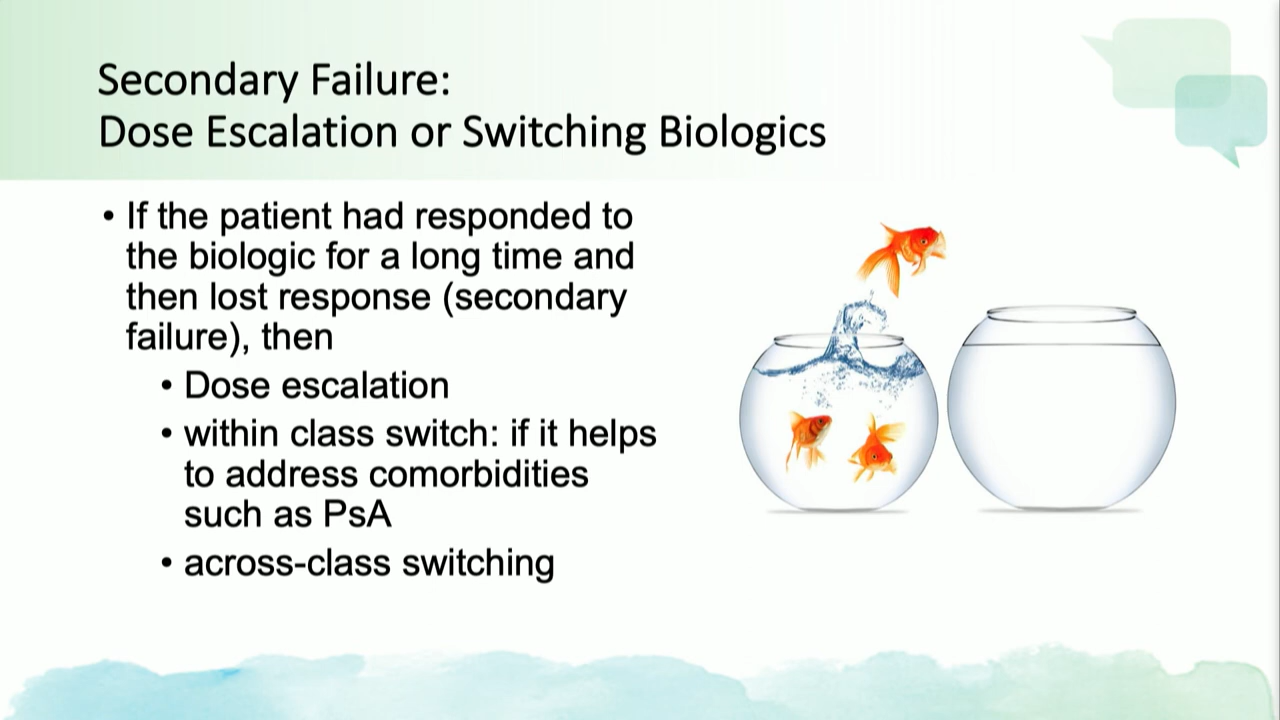 Secondary Failure:
Dose Escalation or Switching Biologics
• If the patient had responded to
the biologic for a long time and
then lost response (secondary
failure), then
• Dose escalation
• within class switch: if it helps
to address comorbidities
such as PsA
• across-class switching